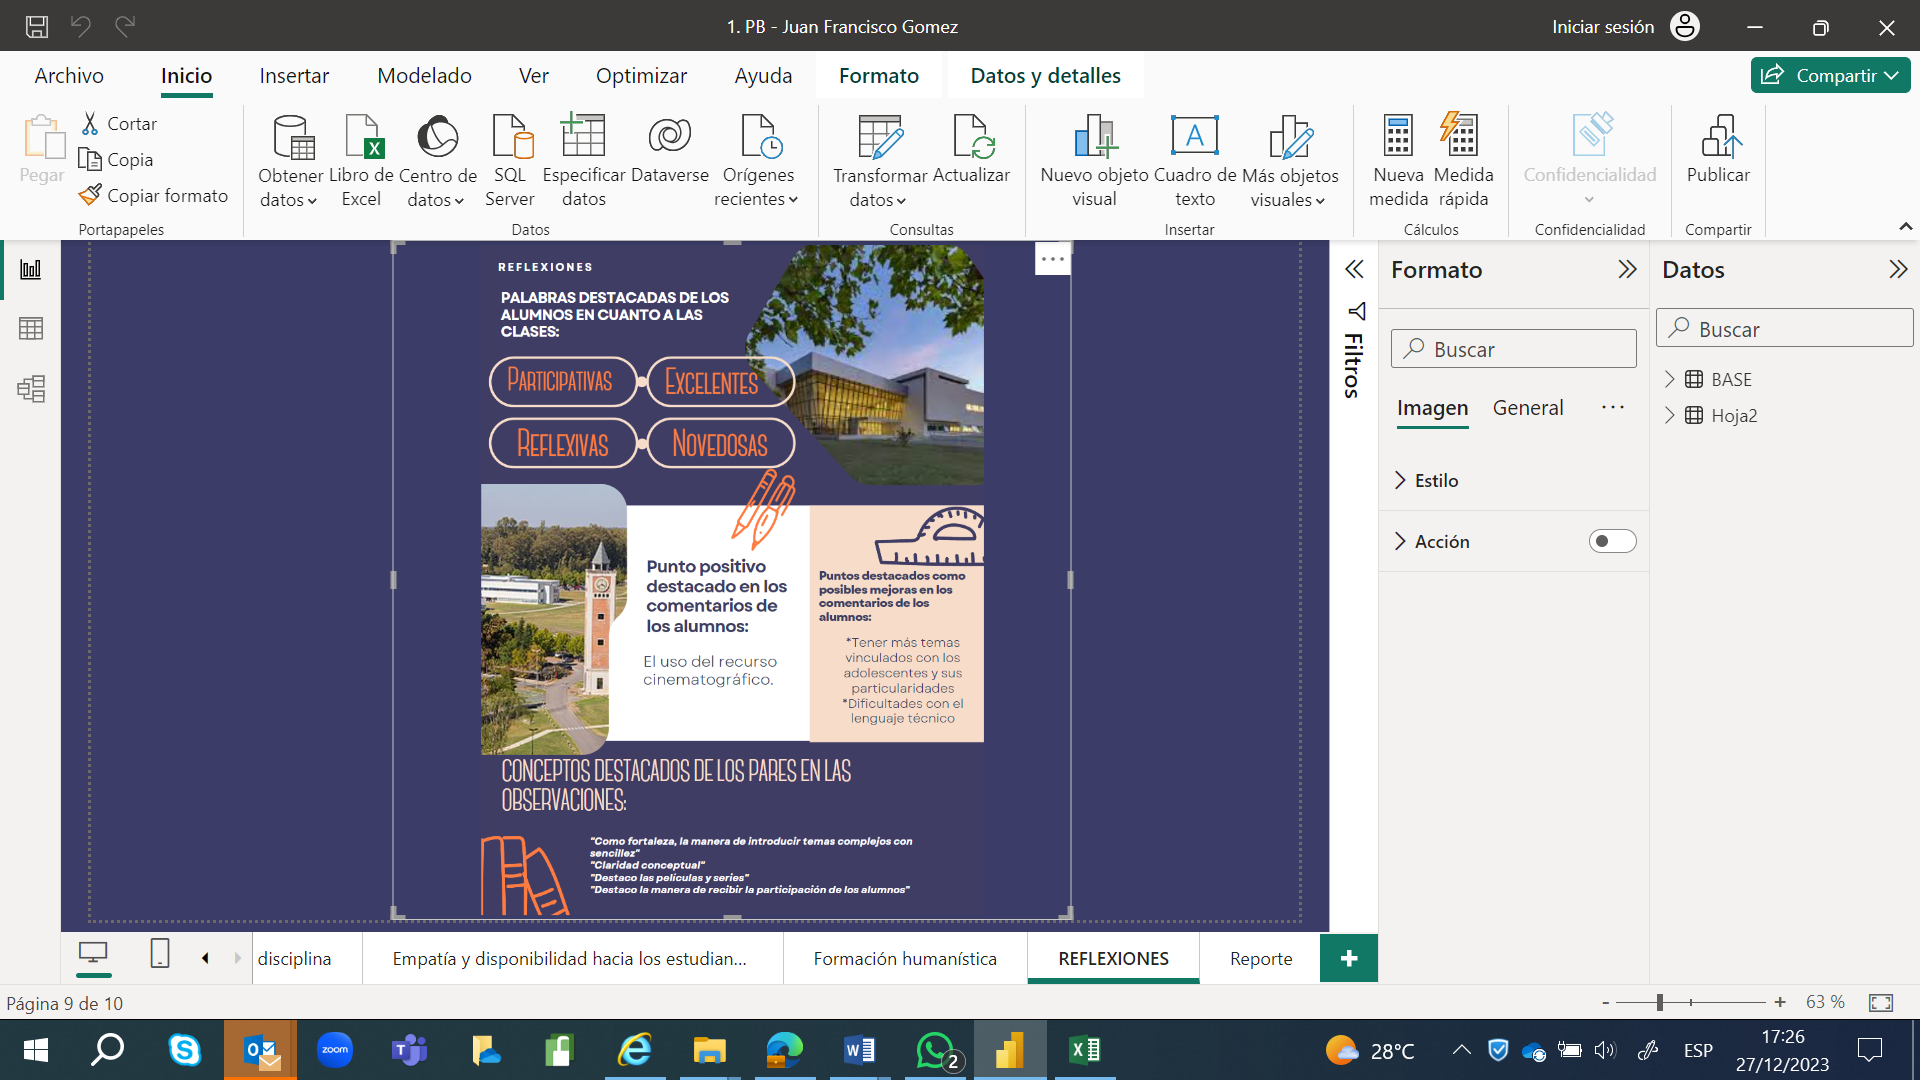 1. PB - Juan Francisco Gomez
Iniciar sesión
Archivo
Inicio
Insertar
Modelado
Ver
Optimizar
Ayuda
Formato
Datos y detalles
Compartir
Pegar
Cortar
Copia
Copiar formato
Portapapeles
Obtener
datos
Libro de
Excel
Centro de
datos
SQL
Server
Especificar
datos
Dataverse
Orígenes
recientes
Datos
Transformar
datos
Actualizar
Consultas
Nuevo objeto
visual
Cuadro de
texto
Más objetos
visuales
Insertar
Nueva
medida
Medida
rápida
Cálculos
Confidencialidad
Confidencialidad
Publicar
Compartir
REFLEXIONES
PALABRAS DESTACADAS DE LOS
ALUMNOS EN CUANTO A LAS
CLASES:
PARTICIPATIVAS
EXCELENTES
REFLEXIVAS
NOVEDOSAS
Punto positivo
destacado en los
comentarios de
los alumnos:
El uso del recurso
cinematográfico.
Puntos destacados como
posibles mejoras en los
comentarios de los
alumnos:
*Tener más temas
vinculados con los
adolescentes y sus
particularidades
*Dificultades con el
lenguaje técnico
CONCEPTOS DESTACADOS DE LOS PARES EN LAS
OBSERVACIONES:
"Como fortaleza, la manera de introducir temas complejos con
sencillez"
"Claridad conceptual"
"Destaco las películas y series"
"Destaco la manera de recibir la participación de los alumnos"
Filtros
Formato
Buscar
Imagen
General
Estilo
Acción
Datos
Buscar
BASE
Hoja2
disciplina
Empatía y disponibilidad hacia los estudian...
Formación humanística
REFLEXIONES
Reporte
Página 9 de 10
- + 63 %
zoom
2
28°C
ESP
17:26
27/12/2023